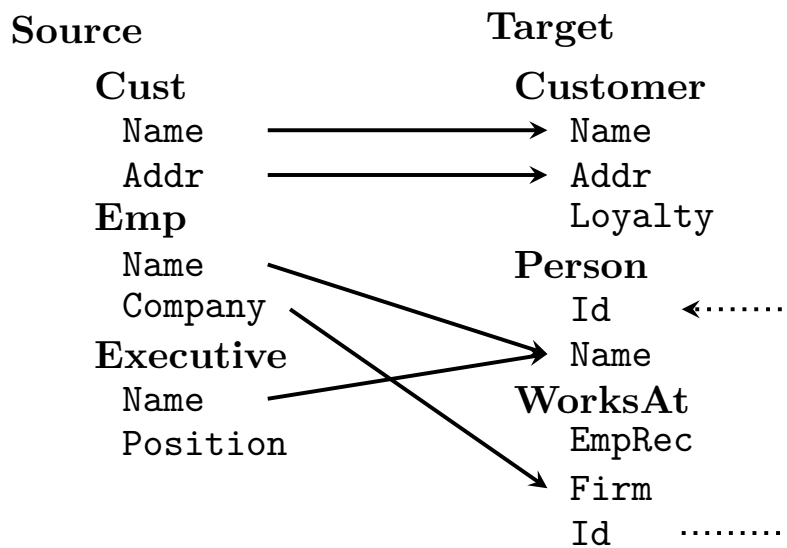 Source
Cust
Name
Addr
Emp
Name
Company
Executive
Name
Position
Target
Customer
Name
Addr
Loyalty
Person
Id
Name
WorksAt
EmpRec
Firm
Id